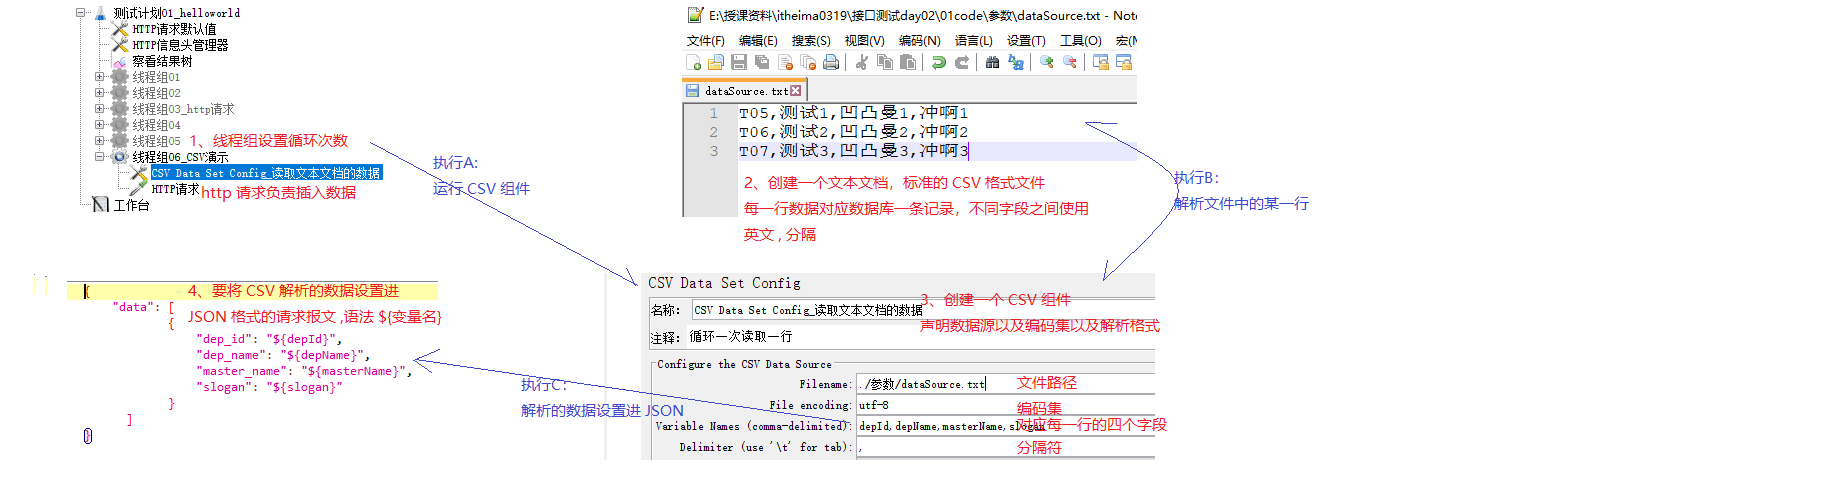 测试计划01_helloworld
HTTP请求默认值
HTTP信息头管理器
察看结果树
线程组01
线程组02
线程组03_http请求
线程组04
线程组05
1、线程组设置循环次数
线程组06_CSV演示
CSV Data Set Config_读取文本文档的数据
HTTP请求
http 请求负责插入数据
工作台
执行A:
运行 CSV 组件
E:\授课资料\itheima0319\接口测试day02\01code\参数\dataSource.txt - Note
文件(F) 编辑(E) 搜索(S) 视图(V) 编码(N) 语言(L) 设置(T) 工具(O) 宏(M
dataSource.txt
1 T05,测试1,凹凸曼1,冲啊1
2 T06,测试2,凹凸曼2,冲啊2
3 T07,测试3,凹凸曼3,冲啊3
2、创建一个文本文档，标准的 CSV 格式文件
每一行数据对应数据库一条记录，不同字段之间使用
英文 , 分隔
执行B:
解析文件中的某一行
{
4、要将 CSV 解析的数据设置进
"data": [
JSON 格式的请求报文 ,语法 ${变量名}
{
"dep_id": "${depId}",
"dep_name": "${depName}",
"master_name": "${masterName}",
"slogan": "${slogan}"
}
]
}
执行C:
解析的数据设置进 JSON
CSV Data Set Config
3、创建一个 CSV 组件
名称: CSV Data Set Config_读取文本文档的数据
声明数据源以及编码集以及解析格式
注释: 循环一次读取一行
Configure the CSV Data Source
Filename: ./参数/dataSource.txt 文件路径
File encoding: utf-8 编码集
Variable Names (comma-delimited): depId,depName,masterName,slogan 对应每一行的四个字段
Delimiter (use '\t' for tab): , 分隔符